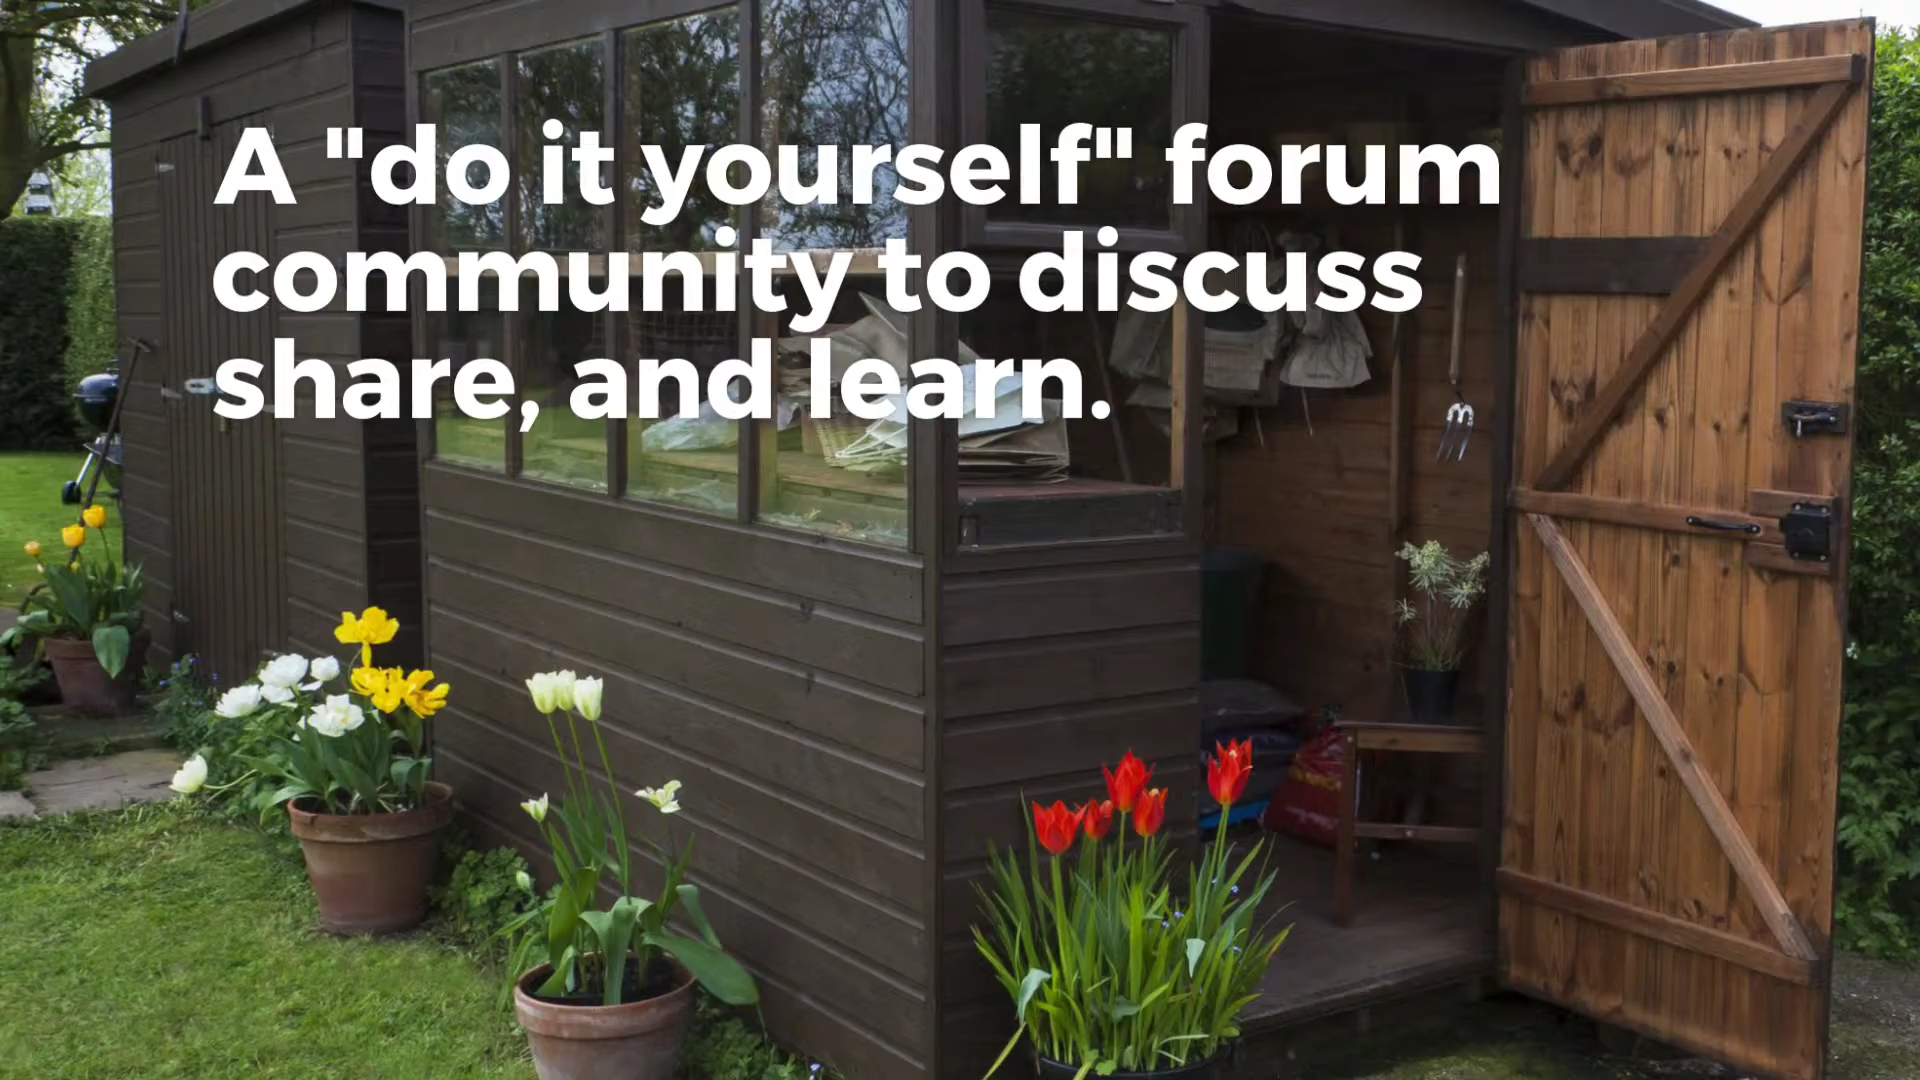 A "do it yourself" forum
community to discuss
share, and learn.